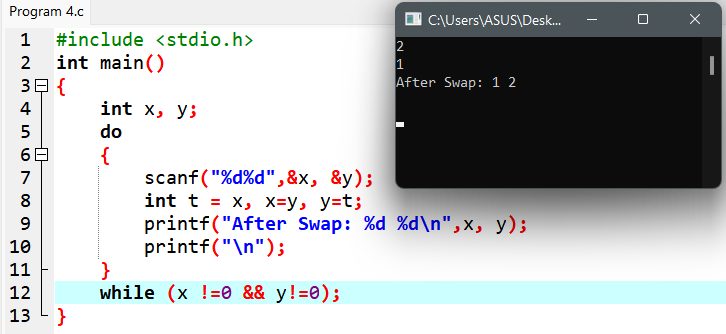 Program 4.c
1 #include <stdio.h>
2 int main()
3 {
4 int x, y;
5 do
6 {
7 scanf("%d%d",&x, &y);
8 int t = x, x=y, y=t;
9 printf("After Swap: %d %d\n",x, y);
10 printf("\n");
11 }
12 while (x !=0 && y!=0);
13 }
C:\Users\ASUS\Desk...
2
1
After Swap: 1 2